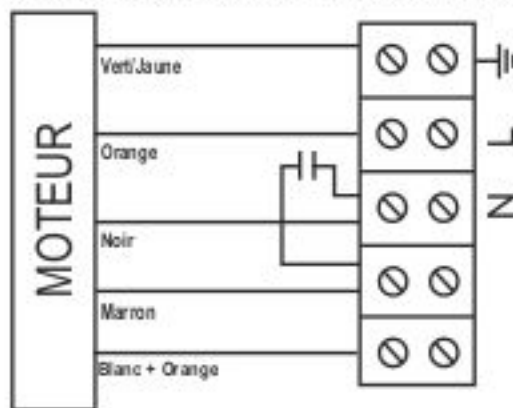 MOTEUR
Vert/Jaune
Orange
Noir
Marron
Blanc + Orange
L
N